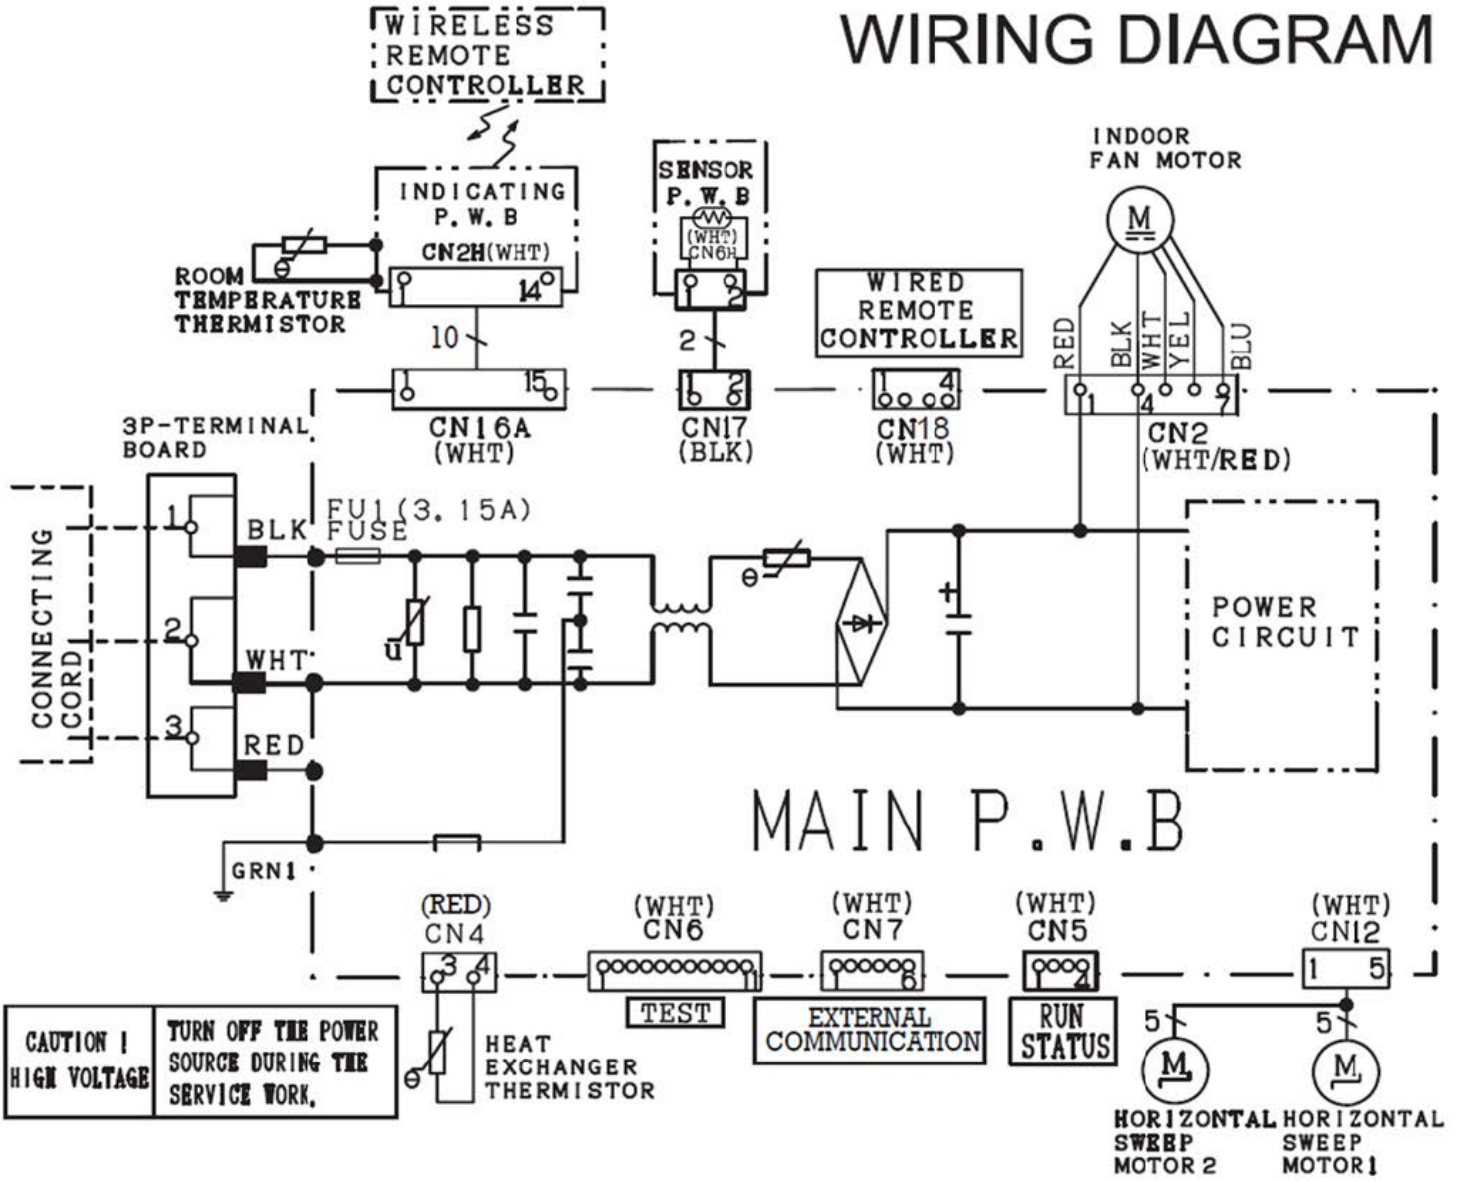 WIRING DIAGRAM
WIRELESS
REMOTE
CONTROLLER
INDICATING
P. W. B
CN2H(WHT)
1
14
ROOM
TEMPERATURE
THERMISTOR
θ
10
1
15
CN16A
(WHT)
SENSOR
P. W. B
(WHT)
CN6H
1
2
2
1
2
CN17
(BLK)
WIRED
REMOTE
CONTROLLER
1
4
CN18
(WHT)
INDOOR
FAN MOTOR
M
RED
BLK
WHT
YEL
BLU
1
4
7
CN2
(WHT/RED)
3P-TERMINAL
BOARD
CONNECTING
CORD
1
2
3
BLK
WHT
RED
FU1(3. 15A)
FUSE
u
θ
+
POWER
CIRCUIT
MAIN P.W.B
GRN1
(RED)
CN4
3
4
θ
HEAT
EXCHANGER
THERMISTOR
(WHT)
CN6
1
11
TEST
(WHT)
CN7
1
6
EXTERNAL
COMMUNICATION
(WHT)
CN5
1
4
RUN
STATUS
(WHT)
CN12
1
5
5
5
M
M
HORIZONTAL
SWEEP
MOTOR 2
HORIZONTAL
SWEEP
MOTOR1
CAUTION !
HIGH VOLTAGE
TURN OFF THE POWER
SOURCE DURING THE
SERVICE WORK.